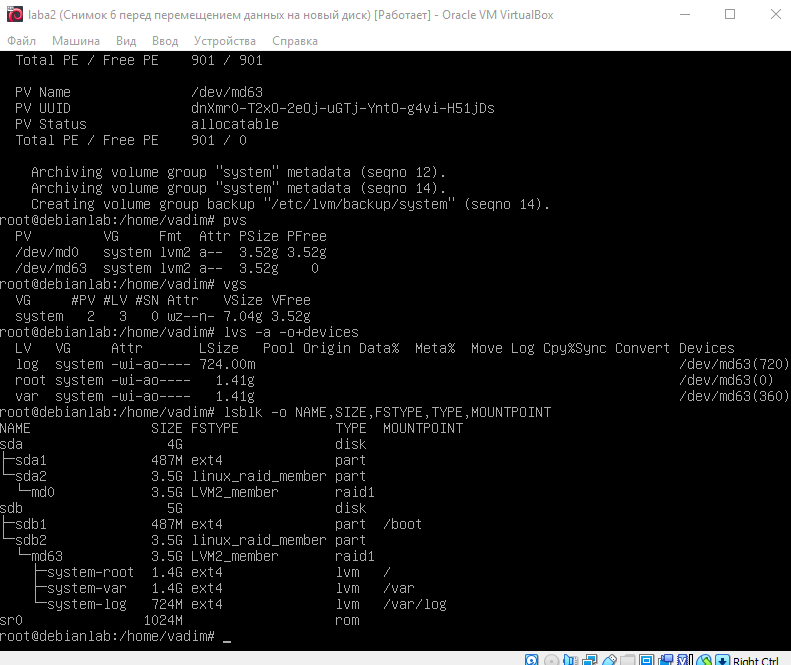 laba2 (Снимок 6 перед перемещением данных на новый диск) [Работает] - Oracle VM VirtualBox
Файл Машина Вид Ввод Устройства Справка
Total PE / Free PE 901 / 901
PV Name /dev/md63
PV UUID dnXmr0-T2xO-2eOj-uGTj-YntO-g4vi-H51jDs
PV Status allocatable
Total PE / Free PE 901 / 0
Archiving volume group "system" metadata (seqno 12).
Archiving volume group "system" metadata (seqno 14).
Creating volume group backup "/etc/lvm/backup/system" (seqno 14).
root@debianlab:/home/vadim# pvs
PV VG Fmt Attr PSize PFree
/dev/md0 system lvm2 a-- 3.52g 3.52g
/dev/md63 system lvm2 a-- 3.52g 0
root@debianlab:/home/vadim# vgs
VG #PV #LV #SN Attr VSize VFree
system 2 3 0 wz--n- 7.04g 3.52g
root@debianlab:/home/vadim# lvs -a -o+devices
LV VG Attr LSize Pool Origin Data% Meta% Move Log Cpy%Sync Convert Devices
log system -wi-ao---- 724.00m /dev/md63(720)
root system -wi-ao---- 1.41g /dev/md63(0)
var system -wi-ao---- 1.41g /dev/md63(360)
root@debianlab:/home/vadim# lsblk -o NAME,SIZE,FSTYPE,TYPE,MOUNTPOINT
NAME SIZE FSTYPE TYPE MOUNTPOINT
sda 4G disk
├─sda1 487M ext4 part
└─sda2 3.5G linux_raid_member part
└─md0 3.5G LVM2_member raid1
sdb 5G disk
├─sdb1 487M ext4 part /boot
└─sdb2 3.5G linux_raid_member part
└─md63 3.5G LVM2_member raid1
├─system-root 1.4G ext4 lvm /
├─system-var 1.4G ext4 lvm /var
└─system-log 724M ext4 lvm /var/log
sr0 1024M rom
root@debianlab:/home/vadim# _
Right Ctrl